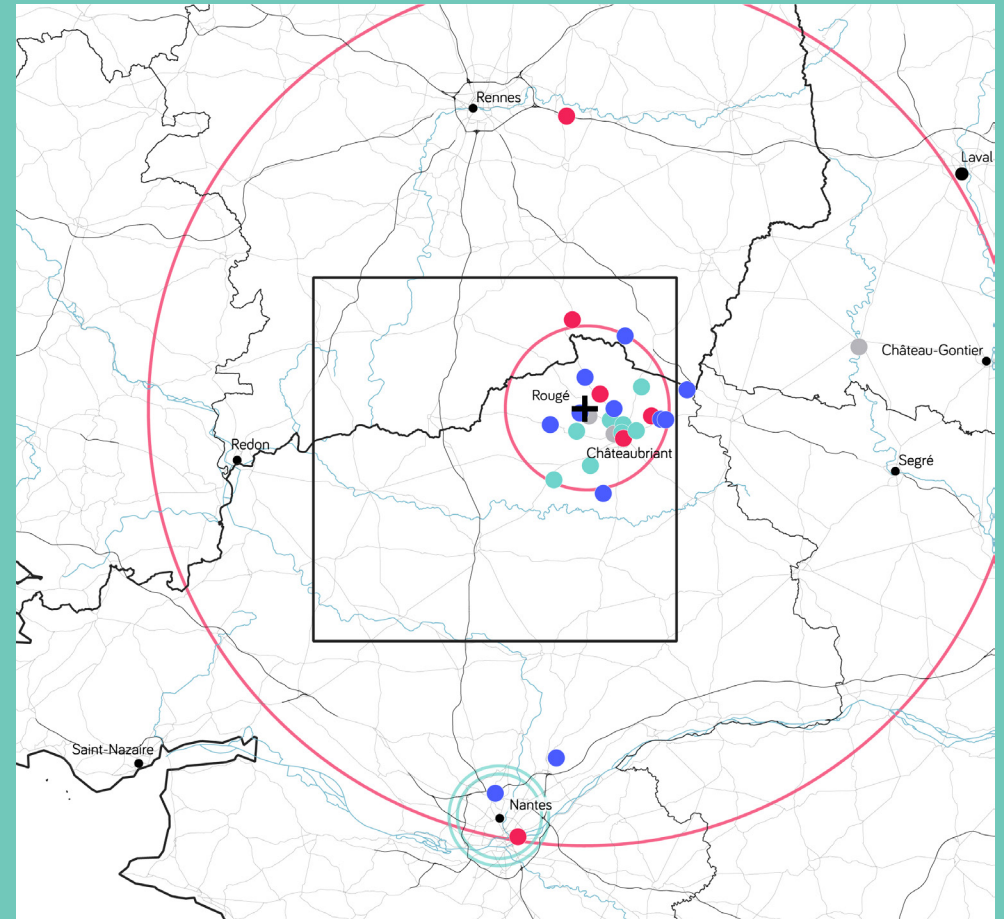 Rennes
Laval
Château-Gontier
Rougé
Châteaubriant
Redon
Segré
Saint-Nazaire
Nantes